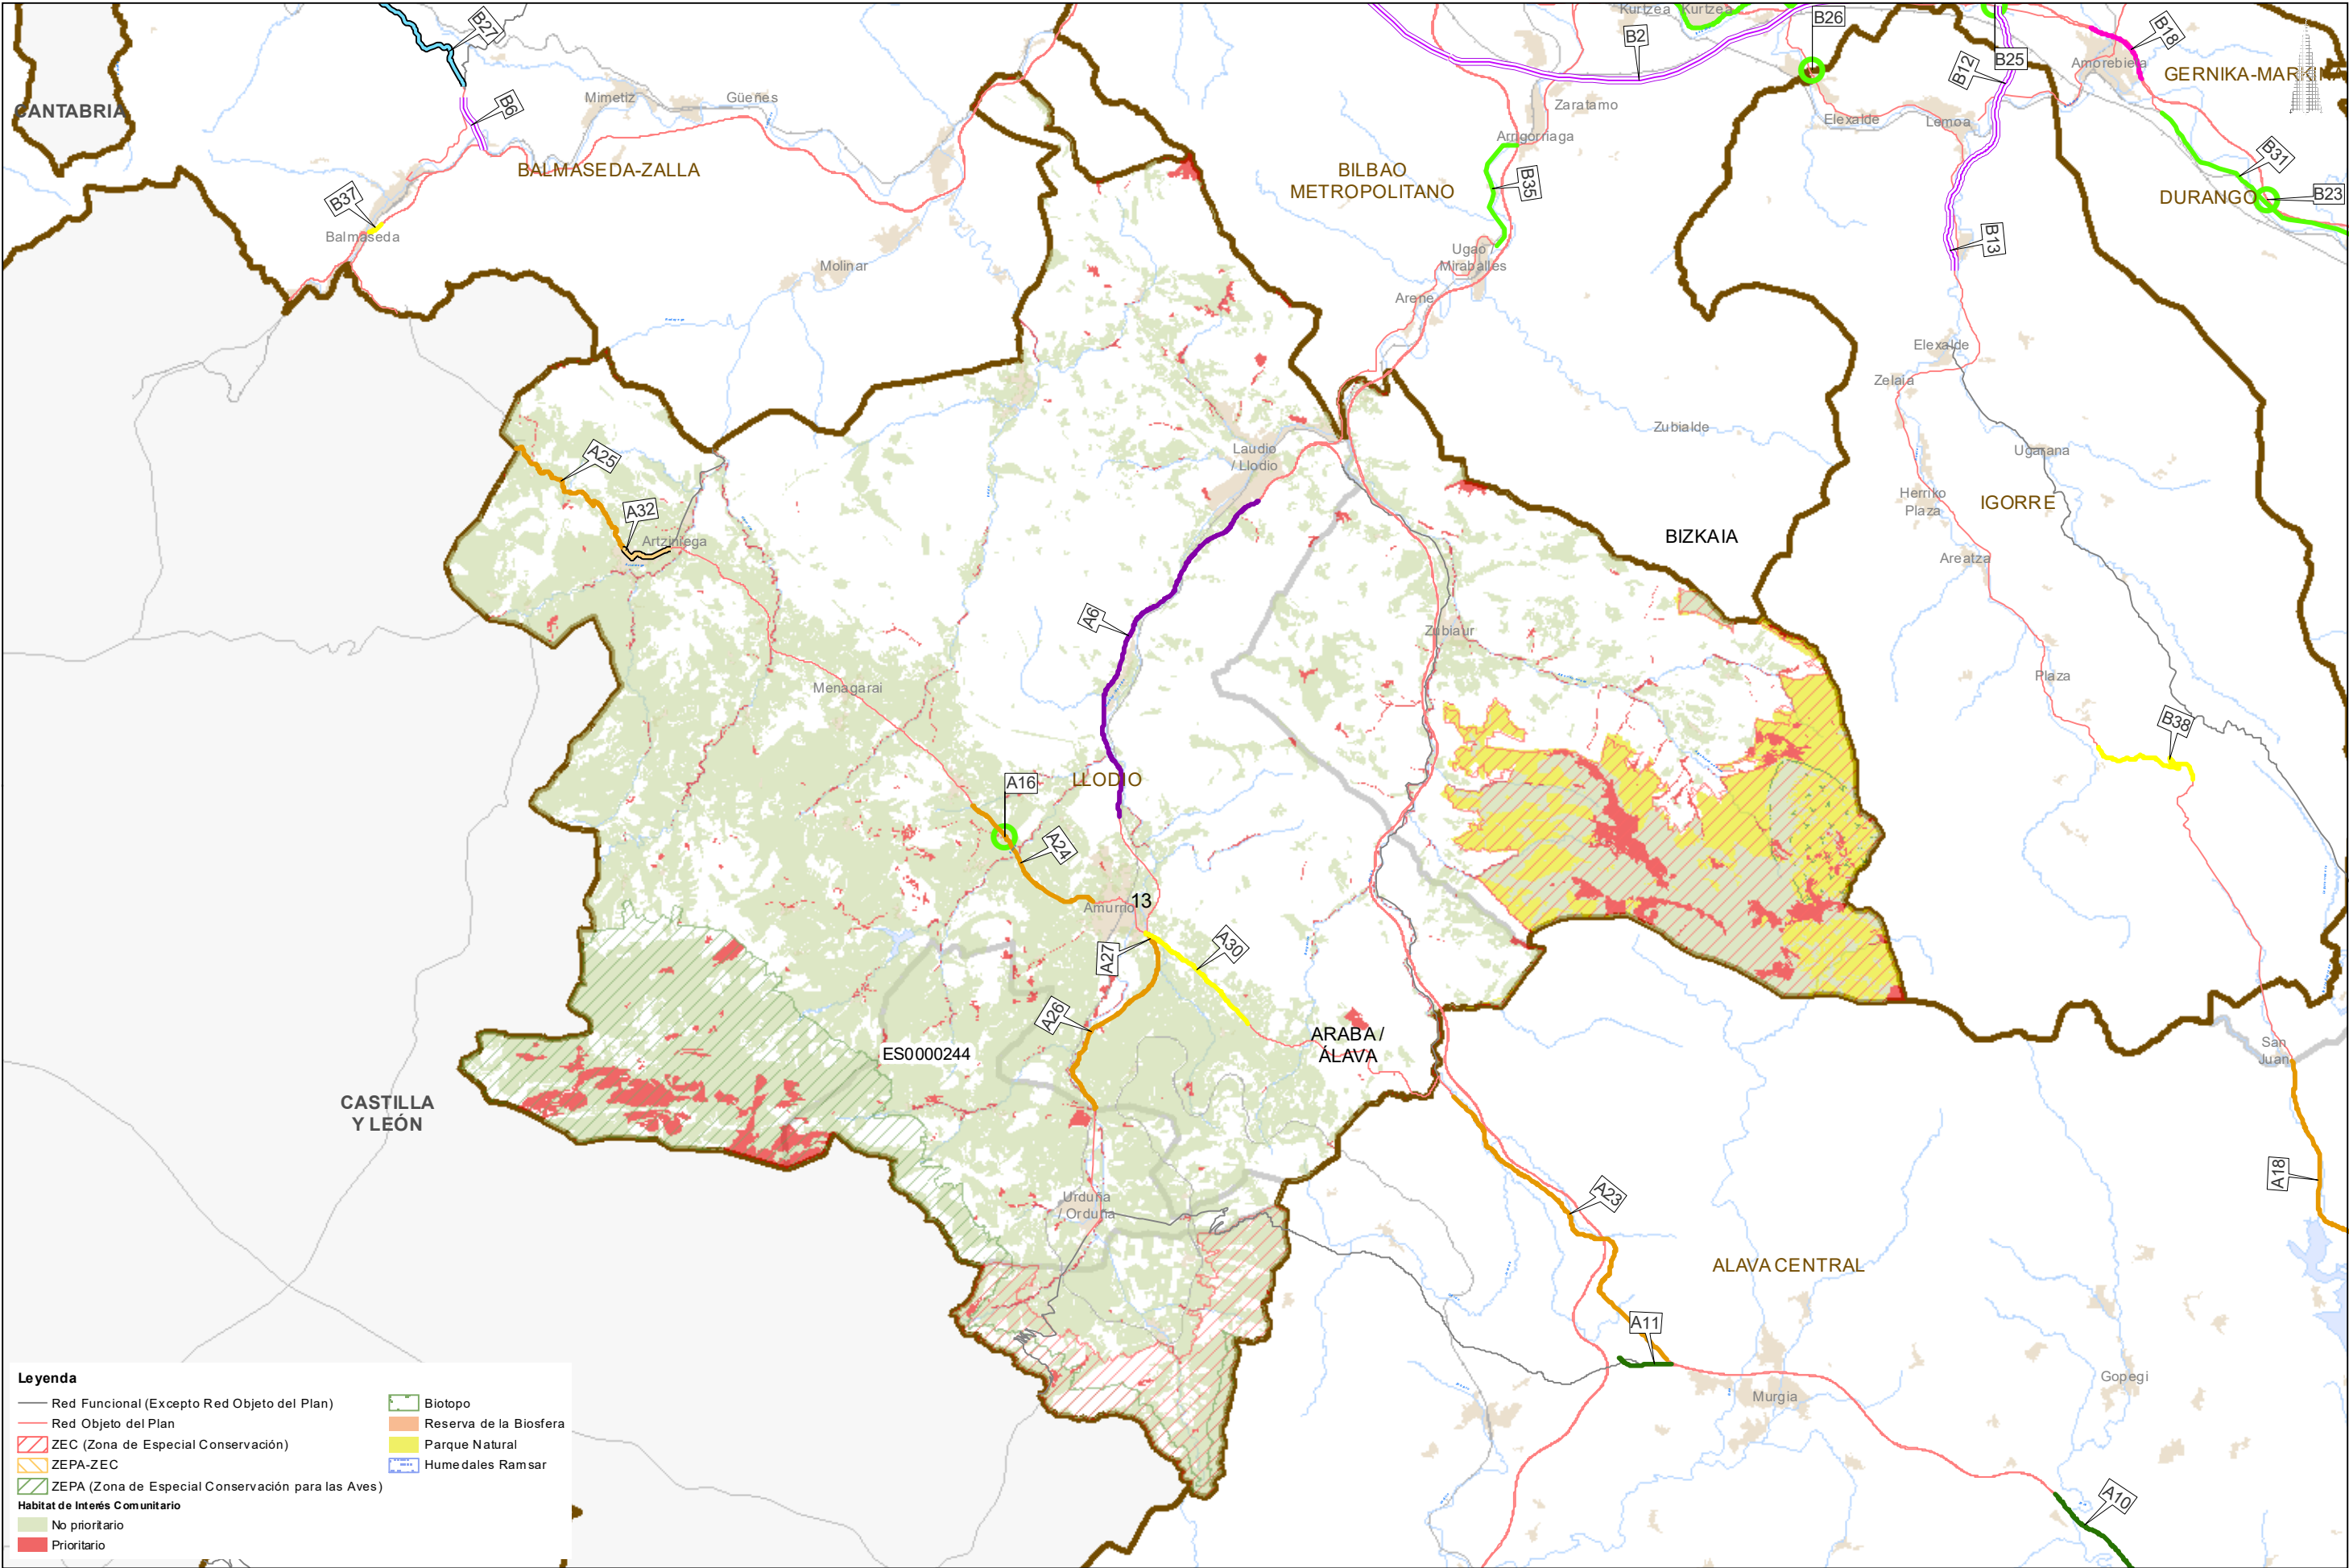 Kurtzea
Kurtzea
B27
B2
B26
B18
B25
B12
Amorebieta
GERNIKA-MARKINA
CANTABRIA
Mimetiz
Güeñes
B6
Zaratamo
Elexalde
Lemoa
Arrigorriaga
BALMASEDA-ZALLA
BILBAO
METROPOLITANO
B35
B31
DURANGO
B23
B37
Balmaseda
B13
Ugao /
Miraballes
Molinar
Arene
Elexalde
Zelaia
Zubialde
Laudio
/ Llodio
Ugarana
A25
A32
Artziniega
Herriko
Plaza
IGORRE
BIZKAIA
Areatza
A6
Zubiaur
Menagarai
Plaza
B38
A16
LLODIO
A24
Amurrio
13
A27
A30
A26
ARABA /
ÁLAVA
ES0000244
San
Juan
CASTILLA
Y LEÓN
A18
A23
Urduña
/ Orduña
ALAVA CENTRAL
A11
Gopegi
Murgia
A10
Leyenda
Red Funcional (Excepto Red Objeto del Plan)
Red Objeto del Plan
ZEC (Zona de Especial Conservación)
ZEPA-ZEC
ZEPA (Zona de Especial Conservación para las Aves)
Habitat de Interés Comunitario
No prioritario
Prioritario
Biotopo
Reserva de la Biosfera
Parque Natural
Humedales Ramsar